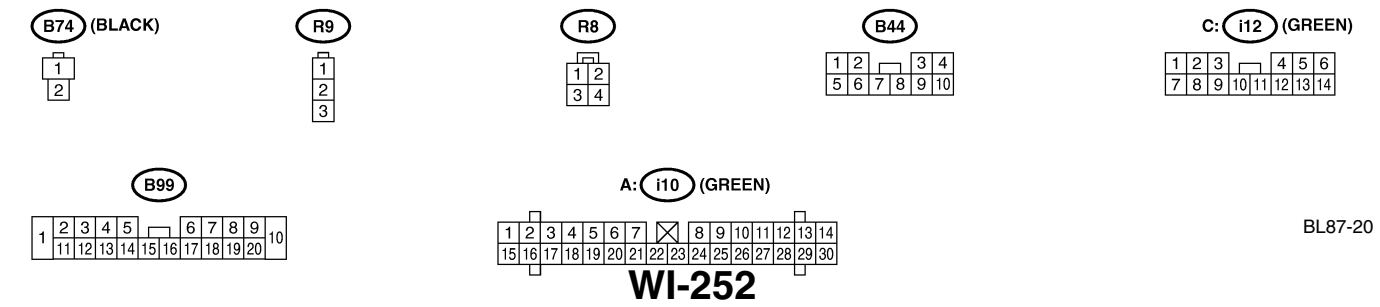 B74 (BLACK)
R9
R8
B44
C: i12 (GREEN)
1
2
1
2
3
1 2
3 4
1 2 3 4
5 6 7 8 9 10
1 2 3 4 5 6
7 8 9 10 11 12 13 14
B99
A: i10 (GREEN)
1 2 3 4 5 6 7 8 9 10
11 12 13 14 15 16 17 18 19 20
1 2 3 4 5 6 7 8 9 10 11 12 13 14
15 16 17 18 19 20 21 22 23 24 25 26 27 28 29 30
BL87-20
WI-252